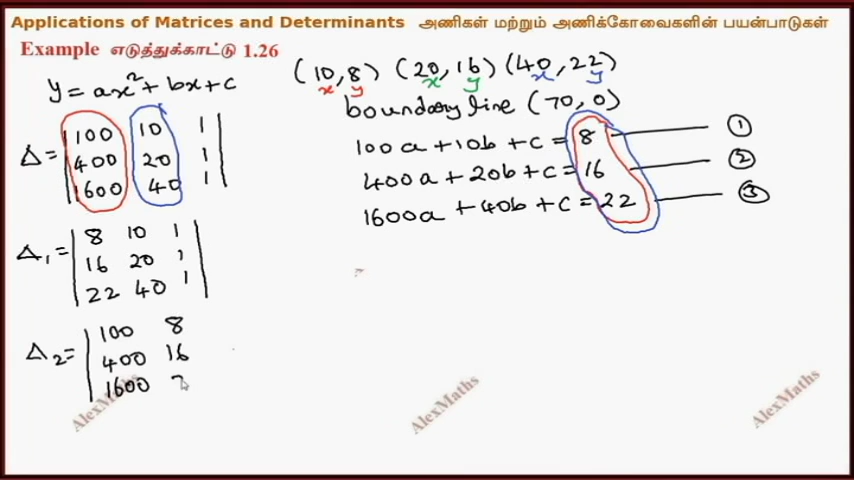 Applications of Matrices and Determinants அணிகள் மற்றும் அணிக்கோவைகளின் பயன்பாடுகள்
Example எடுத்துக்காட்டு 1.26
y = ax² + bx + c
(10, 8) (20, 16) (40, 22)
x y x y x y
boundary line (70, 0)
100a + 10b + c = 8 ①
400a + 20b + c = 16 ②
1600a + 40b + c = 22 ③
Δ = | 100 10 1 |
400 20 1
1600 40 1
Δ₁ = | 8 10 1 |
16 20 1
22 40 1
Δ₂ = | 100 8
400 16
1600
AlexMaths
AlexMaths
AlexMaths